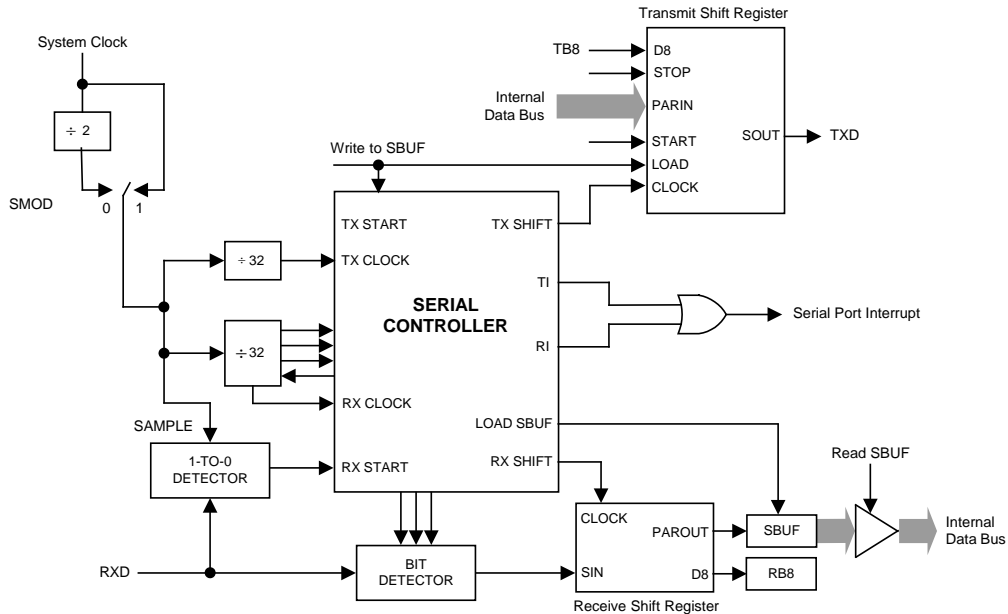 Transmit Shift Register
System Clock
TB8
D8
STOP
Internal
Data Bus
PARIN
÷ 2
START
SOUT
TXD
Write to SBUF
LOAD
CLOCK
SMOD
0
1
TX START
TX SHIFT
÷ 32
TX CLOCK
TI
SERIAL
CONTROLLER
Serial Port Interrupt
RI
÷ 32
RX CLOCK
SAMPLE
LOAD SBUF
1-TO-0
DETECTOR
RX START
RX SHIFT
Read SBUF
CLOCK
PAROUT
SBUF
Internal
Data Bus
RXD
BIT
DETECTOR
SIN
D8
RB8
Receive Shift Register